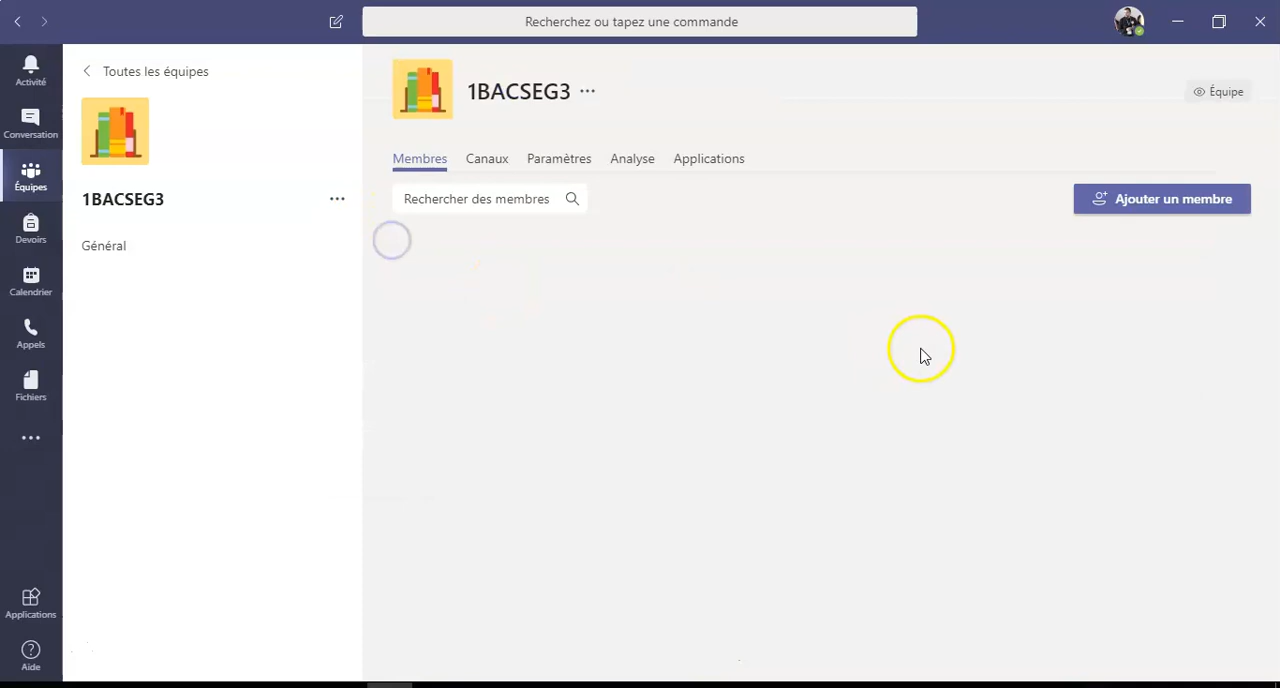 Recherchez ou tapez une commande
Activité
Conversation
Équipes
Devoirs
Calendrier
Appels
Fichiers
Applications
Aide
Toutes les équipes
1BACSEG3
Général
1BACSEG3
Équipe
Membres Canaux Paramètres Analyse Applications
Rechercher des membres
Ajouter un membre